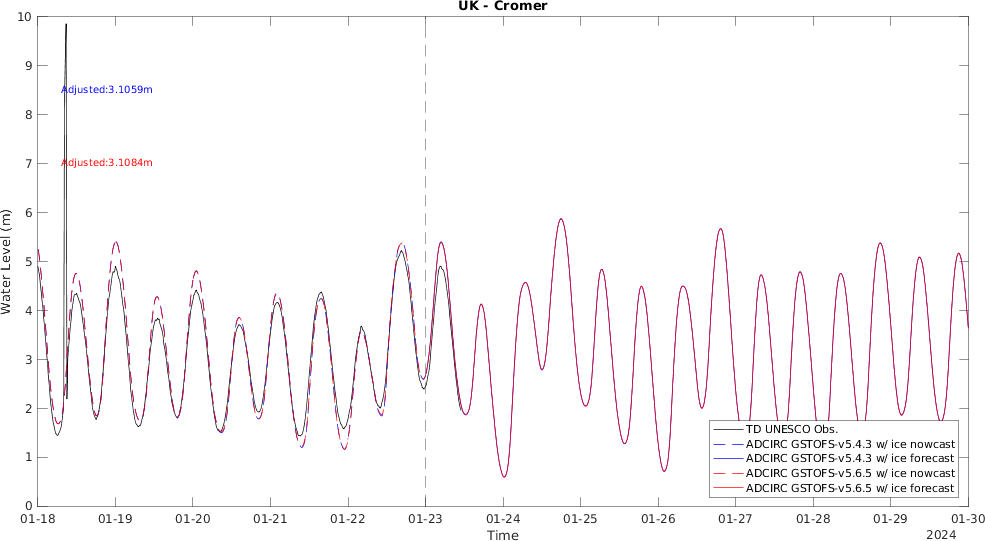 UK - Cromer
10
9
8
7
6
5
4
3
2
1
0
Water Level (m)
Adjusted:3.1059m
Adjusted:3.1084m
TD UNESCO Obs.
ADCIRC GSTOFS-v5.4.3 w/ ice nowcast
ADCIRC GSTOFS-v5.4.3 w/ ice forecast
ADCIRC GSTOFS-v5.6.5 w/ ice nowcast
ADCIRC GSTOFS-v5.6.5 w/ ice forecast
01-18 01-19 01-20 01-21 01-22 01-23 01-24 01-25 01-26 01-27 01-28 01-29 01-30
Time
2024